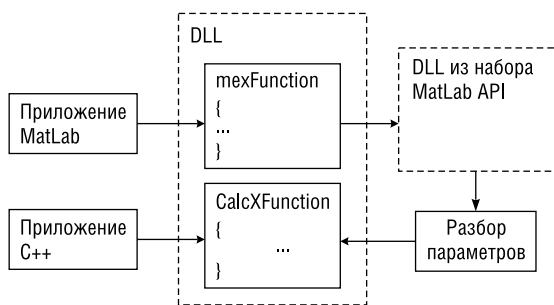 DLL
mexFunction
{
...
}
DLL из набора
MatLab API
Приложение
MatLab
CalcXFunction
{
...
}
Приложение
C++
Разбор
параметров